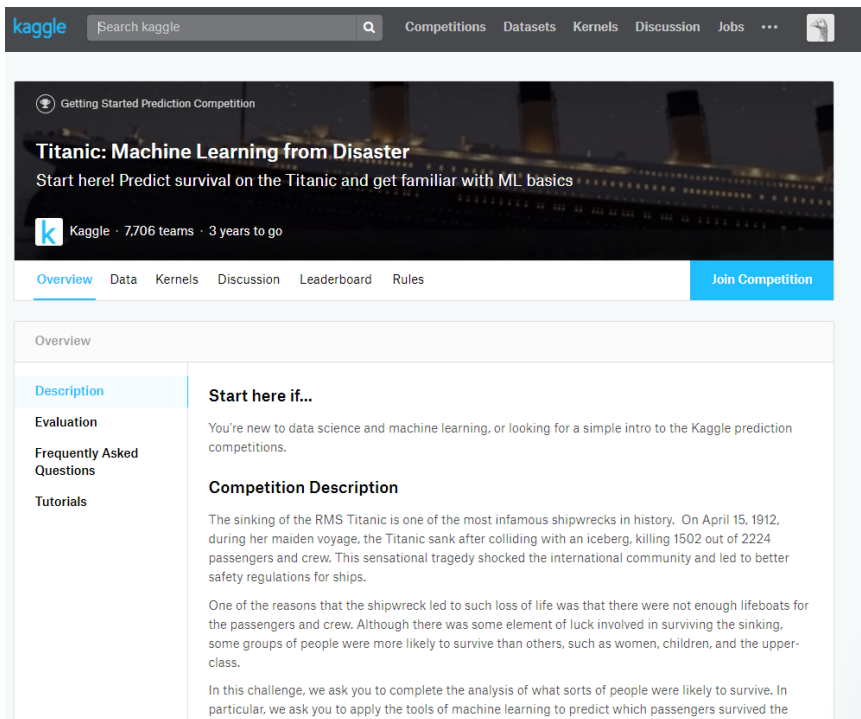 kaggle
Search kaggle
Competitions Datasets Kernels Discussion Jobs •••
Getting Started Prediction Competition
Titanic: Machine Learning from Disaster
Start here! Predict survival on the Titanic and get familiar with ML basics
k
Kaggle · 7,706 teams · 3 years to go
Overview Data Kernels Discussion Leaderboard Rules
Join Competition
Overview
Description
Evaluation
Frequently Asked
Questions
Tutorials
Start here if...
You're new to data science and machine learning, or looking for a simple intro to the Kaggle prediction
competitions.
Competition Description
The sinking of the RMS Titanic is one of the most infamous shipwrecks in history. On April 15, 1912,
during her maiden voyage, the Titanic sank after colliding with an iceberg, killing 1502 out of 2224
passengers and crew. This sensational tragedy shocked the international community and led to better
safety regulations for ships.
One of the reasons that the shipwreck led to such loss of life was that there were not enough lifeboats for
the passengers and crew. Although there was some element of luck involved in surviving the sinking,
some groups of people were more likely to survive than others, such as women, children, and the upper-
class.
In this challenge, we ask you to complete the analysis of what sorts of people were likely to survive. In
particular, we ask you to apply the tools of machine learning to predict which passengers survived the